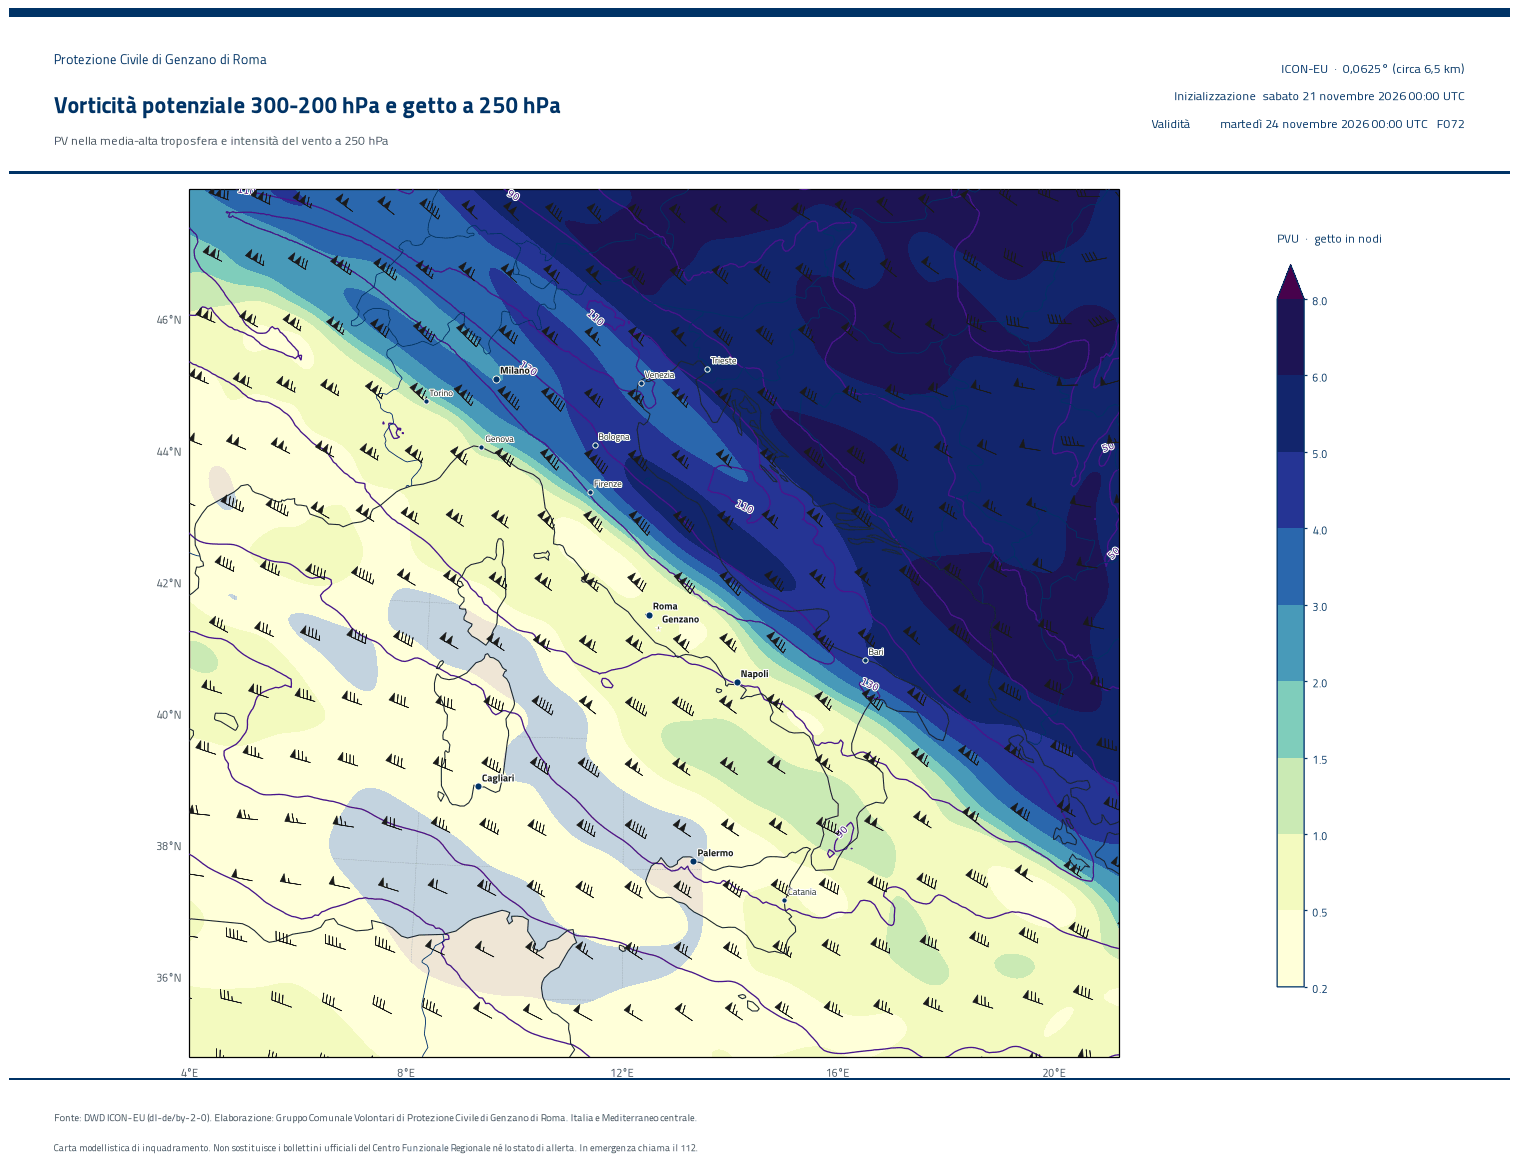 Protezione Civile di Genzano di Roma
Vorticità potenziale 300-200 hPa e getto a 250 hPa
PV nella media-alta troposfera e intensità del vento a 250 hPa
ICON-EU · 0,0625° (circa 6,5 km)
Inizializzazione sabato 21 novembre 2026 00:00 UTC
Validità martedì 24 novembre 2026 00:00 UTC F072
PVU · getto in nodi
8.0
6.0
5.0
4.0
3.0
2.0
1.5
1.0
0.5
0.2
46°N
44°N
42°N
40°N
38°N
36°N
4°E
8°E
12°E
16°E
20°E
90
110
130
110
130
90
50
50
Trieste
Venezia
Milano
Torino
Genova
Bologna
Firenze
Roma
Genzano
Bari
Napoli
Cagliari
Palermo
Catania
Fonte: DWD ICON-EU (dl-de/by-2-0). Elaborazione: Gruppo Comunale Volontari di Protezione Civile di Genzano di Roma. Italia e Mediterraneo centrale.
Carta modellistica di inquadramento. Non sostituisce i bollettini ufficiali del Centro Funzionale Regionale né lo stato di allerta. In emergenza chiama il 112.